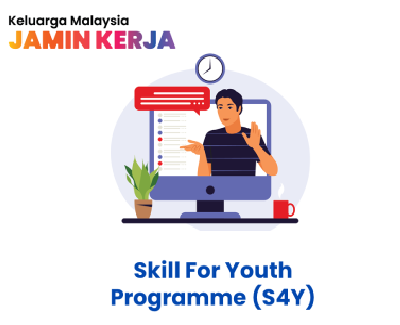 Keluarga Malaysia
JAMIN KERJA
Skill For Youth
Programme (S4Y)